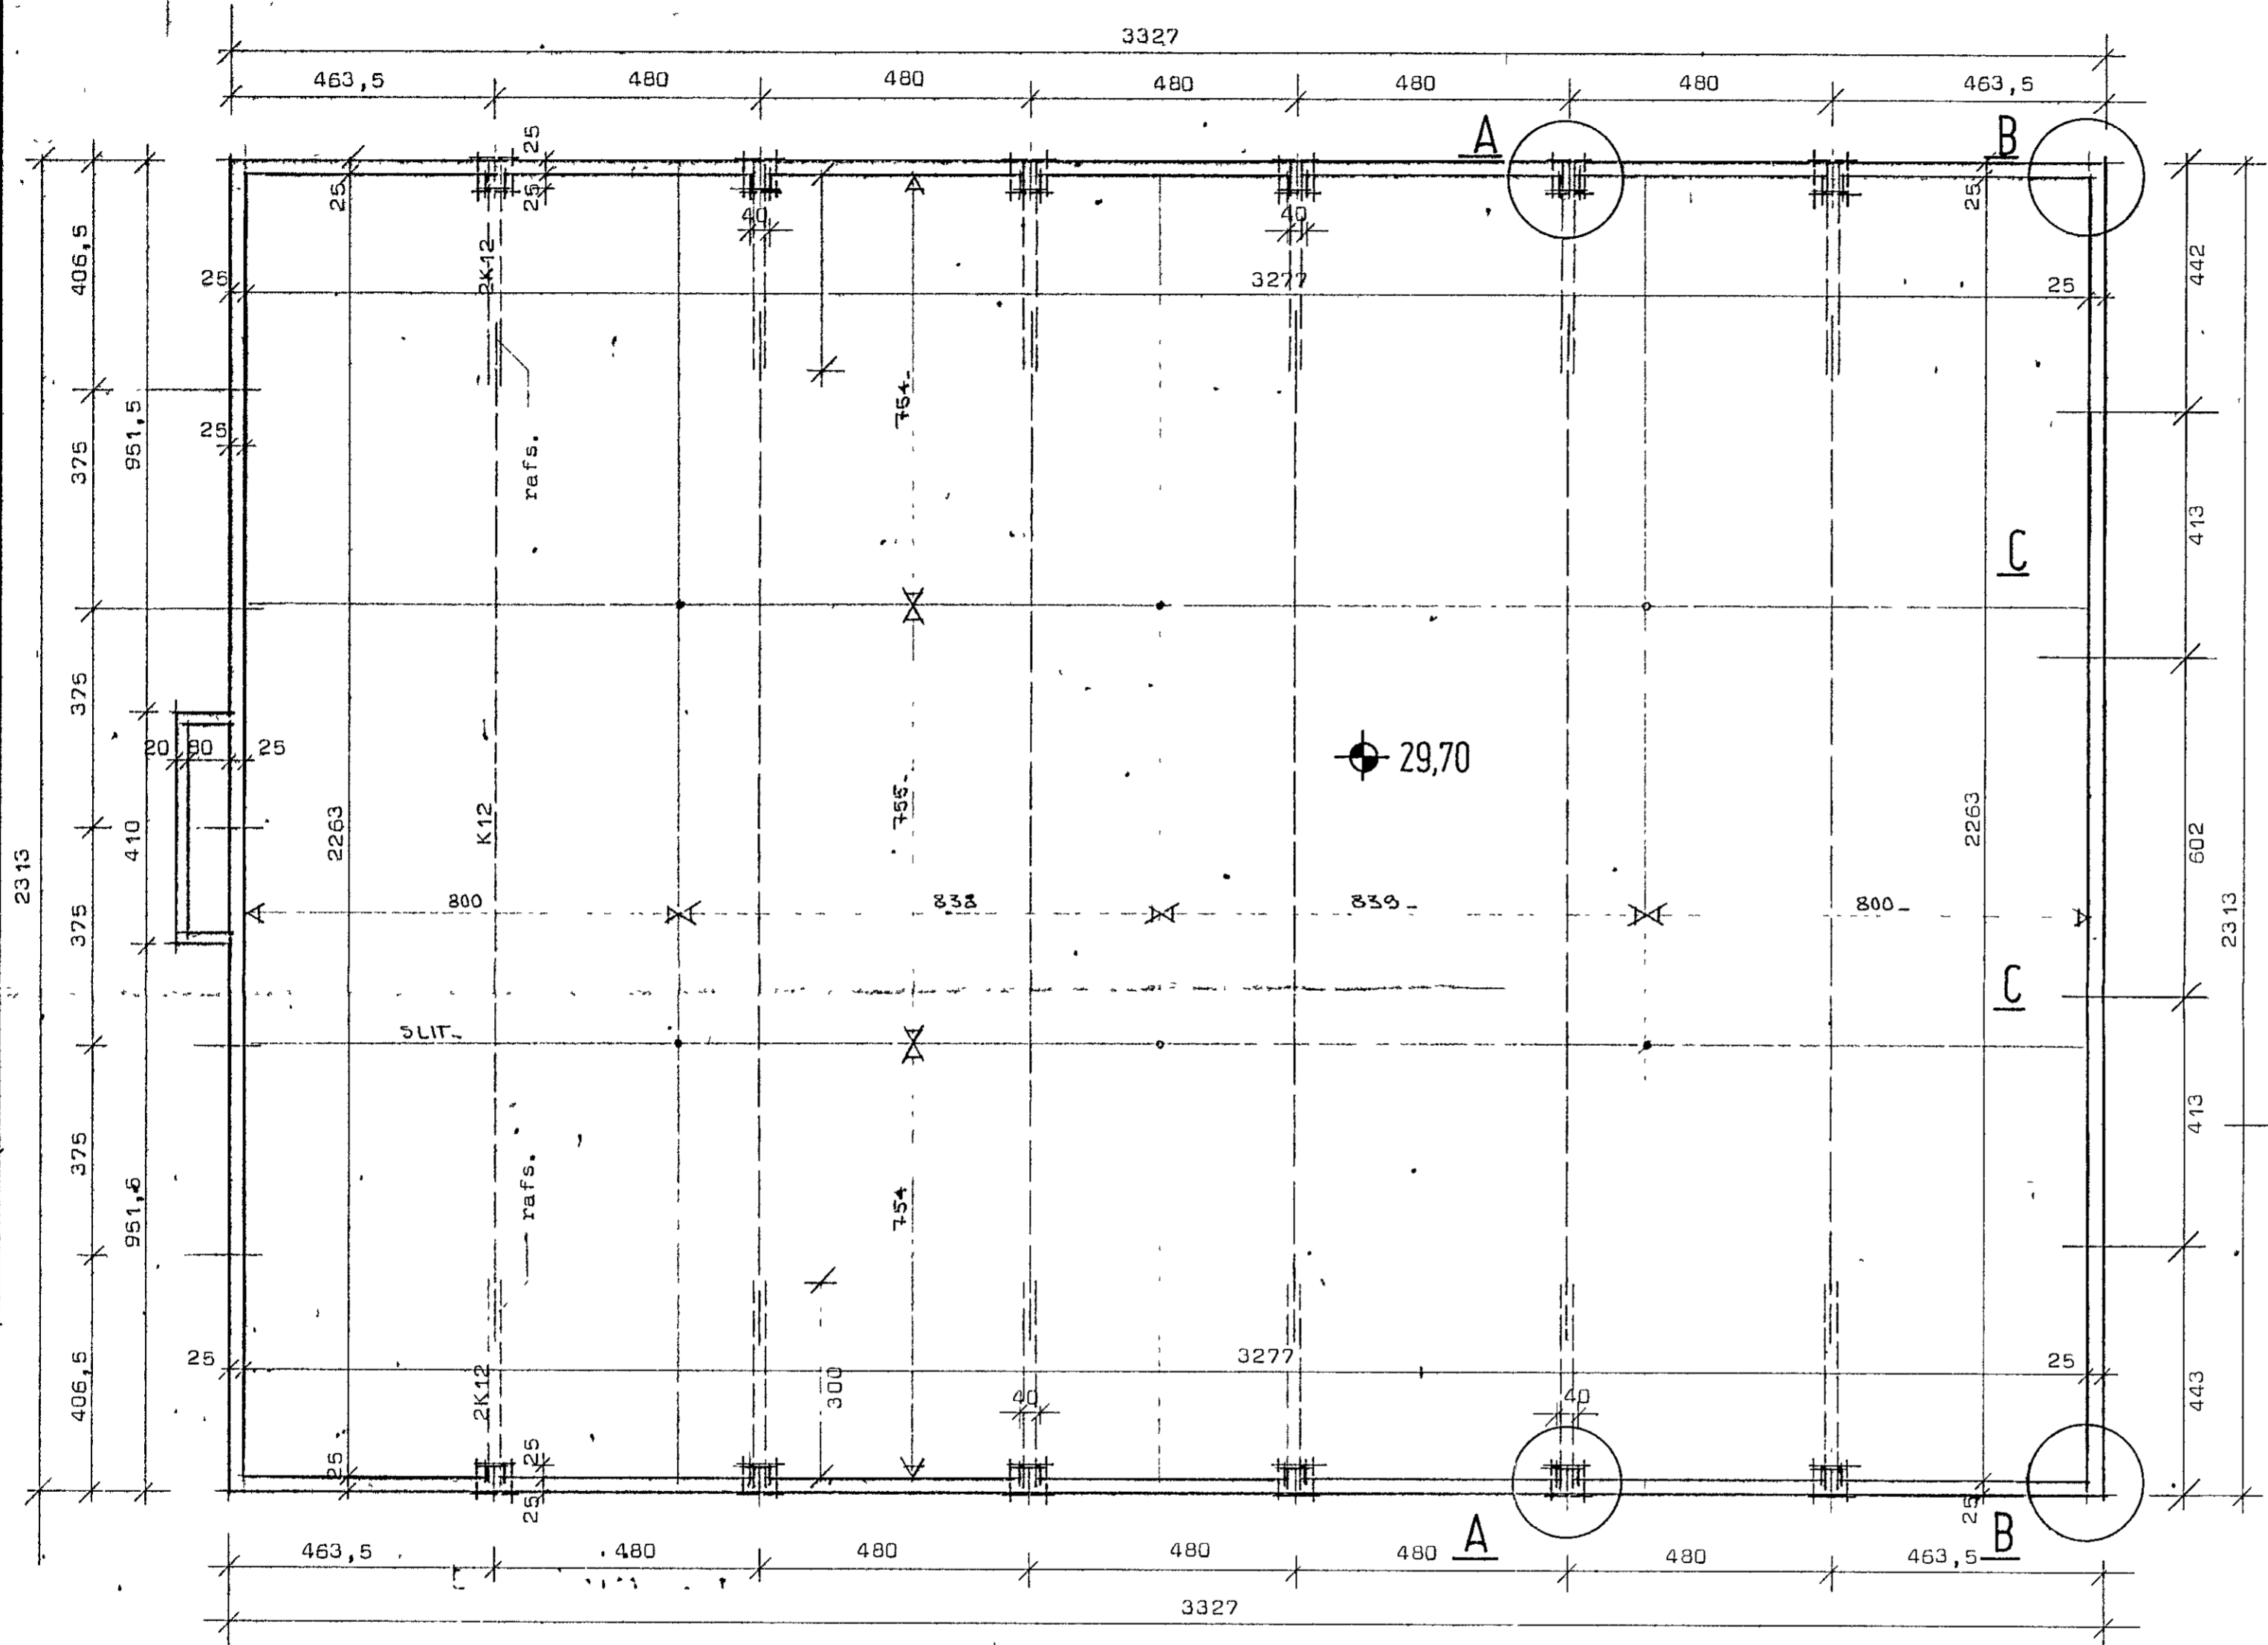 3327
463,5 480 480 480 480 480 463,5
A B
25
25 25 25
40 40
406,5 2K12 442
25 3277 25
951,5 754
375 25 rafs. 413
C
375
20 80 25 29,70
K12 755
2313 410 2263 2263 602
375 800 838 839 800 2313
C
SLIT
375 rafs. 754 413
951,5
25 3277 25
406,5 2K12 300 40 40 443
25 25
25 25
A B
463,5 480 480 480 480 480 463,5
3327